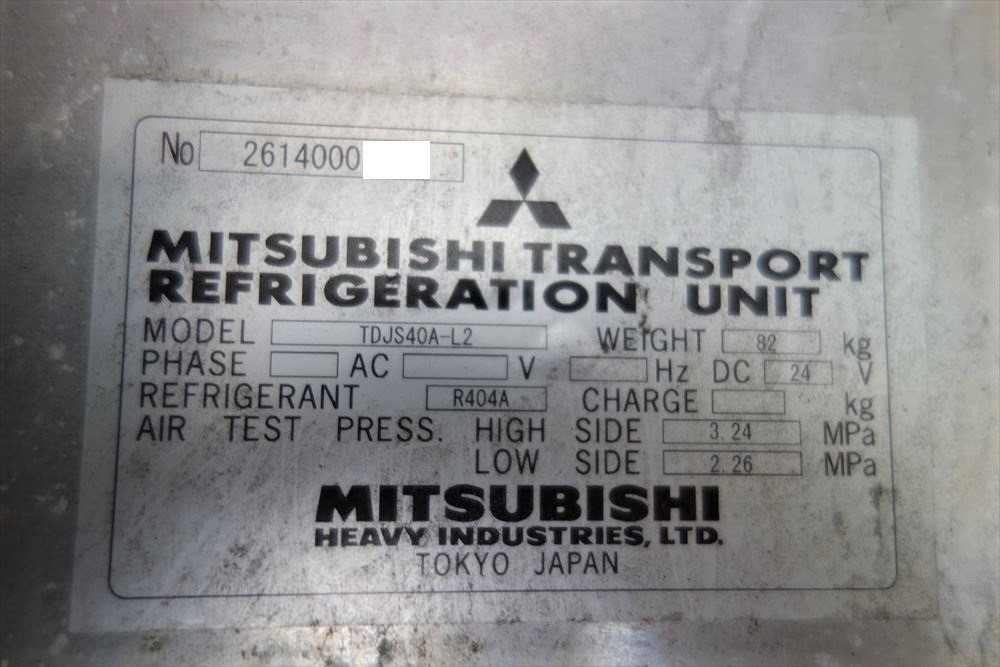 No 2614000
MITSUBISHI TRANSPORT
REFRIGERATION UNIT
MODEL TDJS40A-L2 WEIGHT 82 kg
PHASE AC V Hz DC 24 V
REFRIGERANT R404A CHARGE kg
AIR TEST PRESS. HIGH SIDE 3.24 MPa
LOW SIDE 2.26 MPa
MITSUBISHI
HEAVY INDUSTRIES, LTD.
TOKYO JAPAN